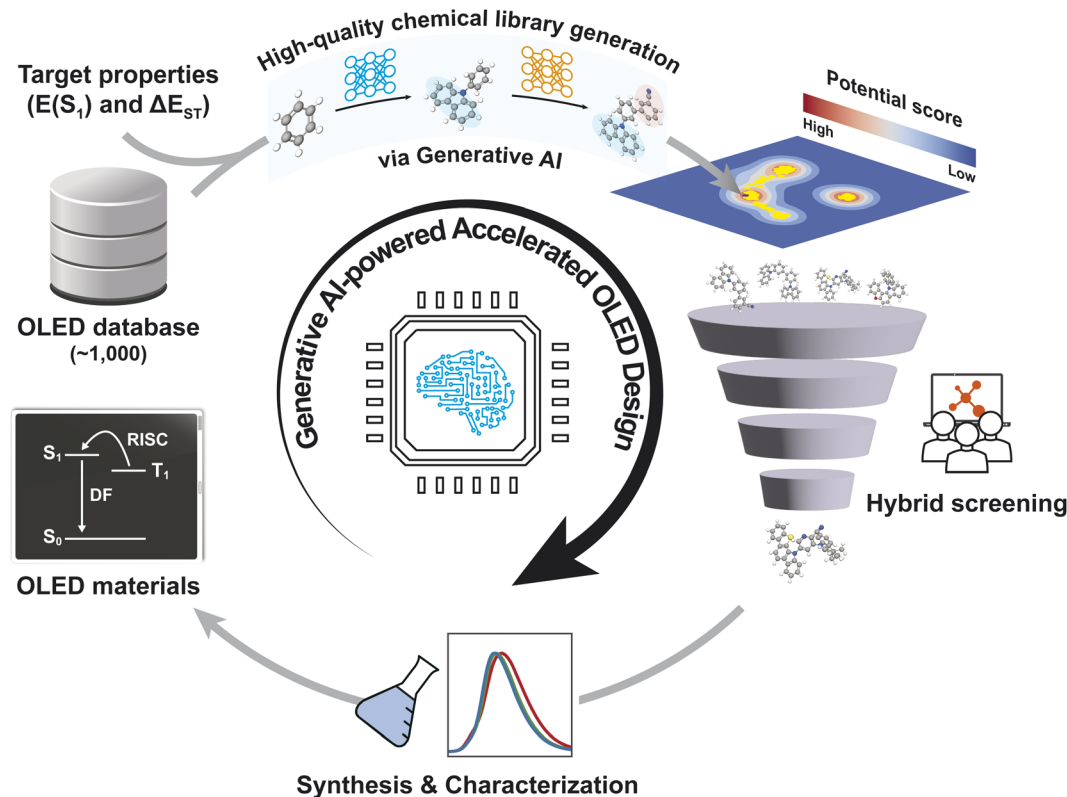 High-quality chemical library generation
via Generative AI
Target properties
(E(S₁) and ΔE_ST)
OLED database
(~1,000)
Potential score
High
Low
Generative AI-powered Accelerated OLED Design
Hybrid screening
S₁
RISC
T₁
DF
S₀
OLED materials
Synthesis & Characterization